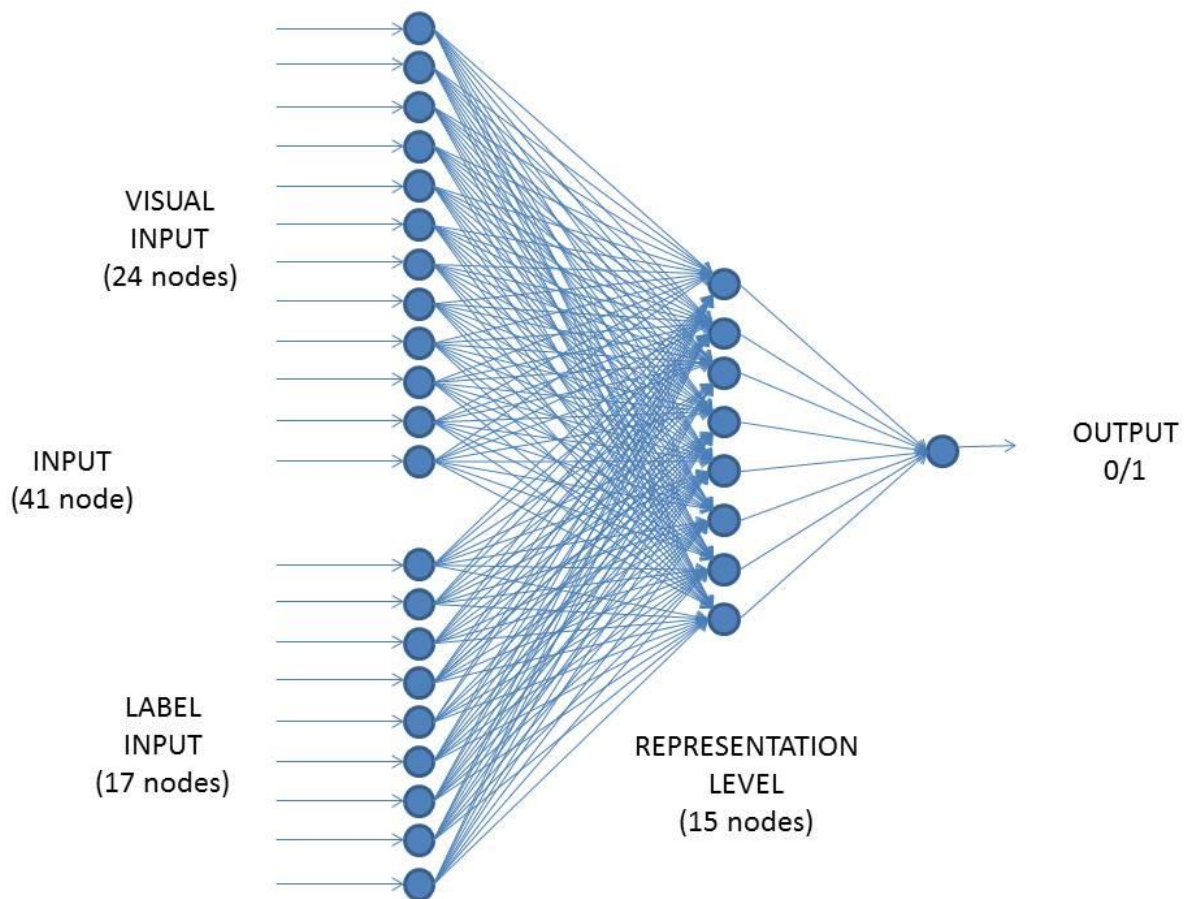 VISUAL
INPUT
(24 nodes)
INPUT
(41 node)
LABEL
INPUT
(17 nodes)
REPRESENTATION
LEVEL
(15 nodes)
OUTPUT
0/1